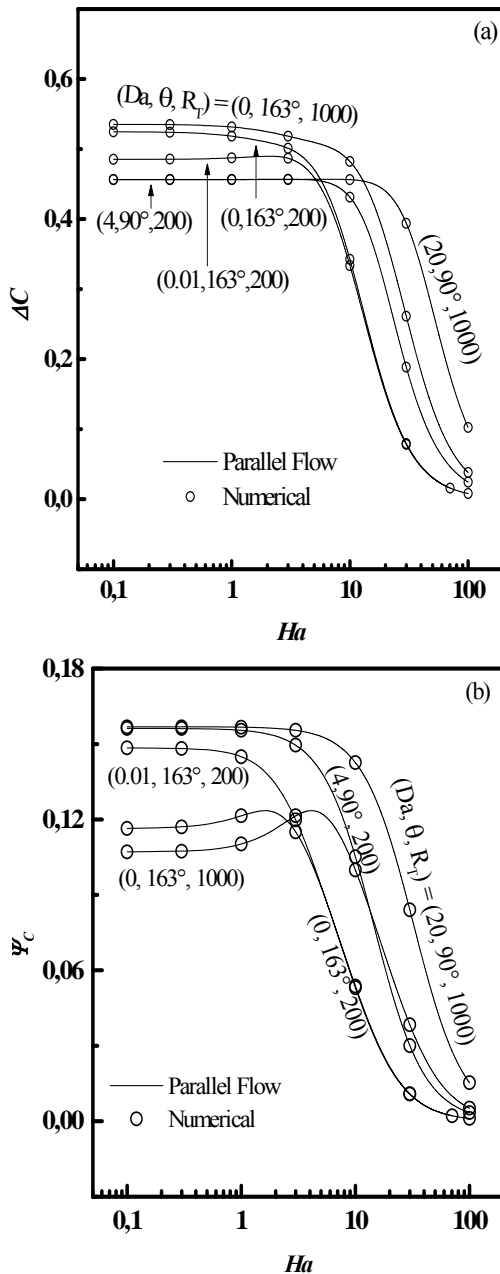 (a)
0,6
(Da, θ, R_T) = (0, 163°, 1000)
(4,90°,200)
(0,163°,200)
(0.01,163°,200)
(20,90°,1000)
0,4
ΔC
0,2
Parallel Flow
Numerical
0,0
0,1
1
10
100
Ha
(b)
0,18
(0.01, 163°, 200)
(4,90°, 200)
(Da, θ, R_T) = (20, 90°, 1000)
0,12
(0, 163°, 1000)
(0, 163°, 200)
Ψ_C
0,06
Parallel Flow
Numerical
0,00
0,1
1
10
100
Ha